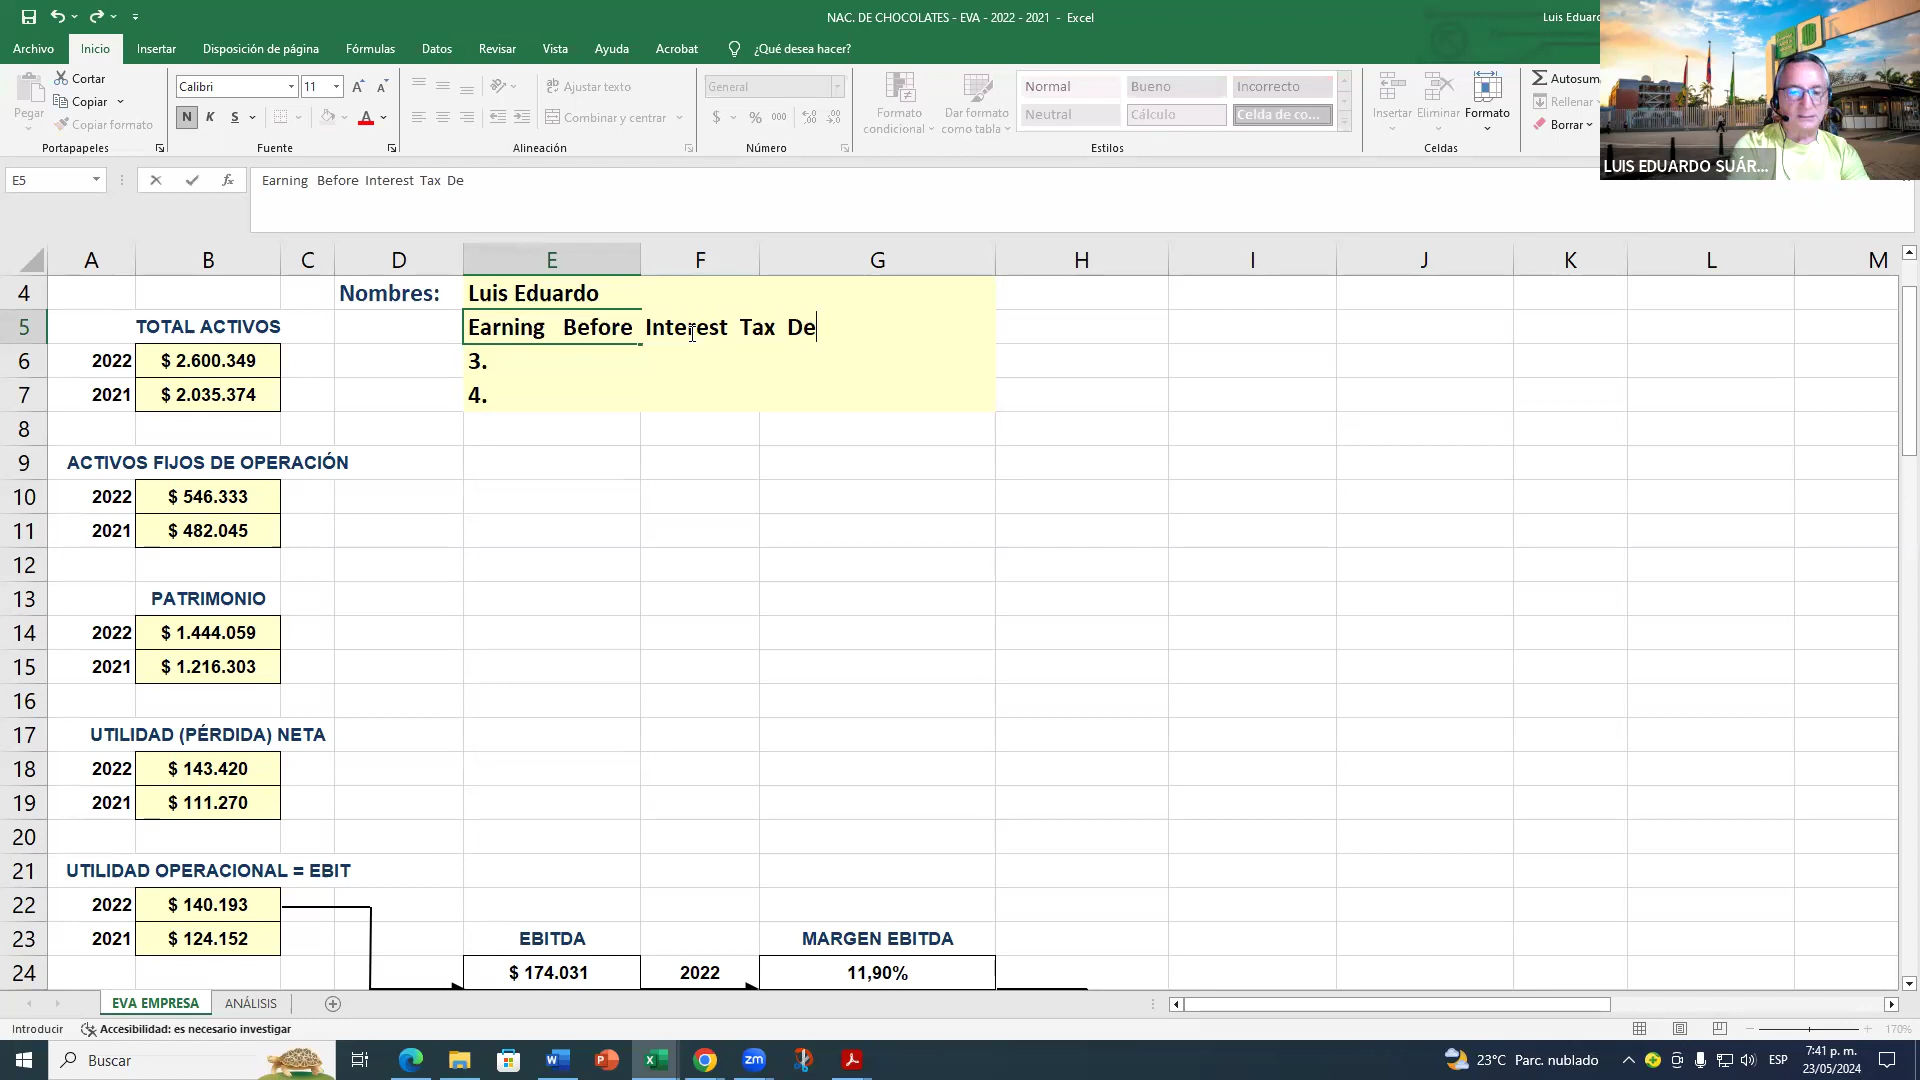 NAC. DE CHOCOLATES - EVA - 2022 - 2021 - Excel
Luis Eduar
Archivo Inicio Insertar Disposición de página Fórmulas Datos Revisar Vista Ayuda Acrobat ¿Qué desea hacer?
Pegar
Cortar
Copiar
Copiar formato
Portapapeles
Calibri 11
N K S
Fuente
Ajustar texto
Combinar y centrar
Alineación
General
$ % 000
Número
Formato condicional
Dar formato como tabla
Normal Bueno Incorrecto
Neutral Cálculo Celda de co...
Estilos
Insertar Eliminar Formato
Celdas
Autosum
Rellenar
Borrar
LUIS EDUARDO SUÁR...
E5 fx Earning Before Interest Tax De
A B C D E F G H I J K L M
4 Nombres: Luis Eduardo
5 TOTAL ACTIVOS Earning Before Interest Tax De
6 2022 $ 2.600.349 3.
7 2021 $ 2.035.374 4.
8
9 ACTIVOS FIJOS DE OPERACIÓN
10 2022 $ 546.333
11 2021 $ 482.045
12
13 PATRIMONIO
14 2022 $ 1.444.059
15 2021 $ 1.216.303
16
17 UTILIDAD (PÉRDIDA) NETA
18 2022 $ 143.420
19 2021 $ 111.270
20
21 UTILIDAD OPERACIONAL = EBIT
22 2022 $ 140.193
23 2021 $ 124.152 EBITDA MARGEN EBITDA
24 $ 174.031 2022 11,90%
EVA EMPRESA ANÁLISIS
Introducir Accesibilidad: es necesario investigar 170%
Buscar
23°C Parc. nublado
ESP
7:41 p. m.
23/05/2024